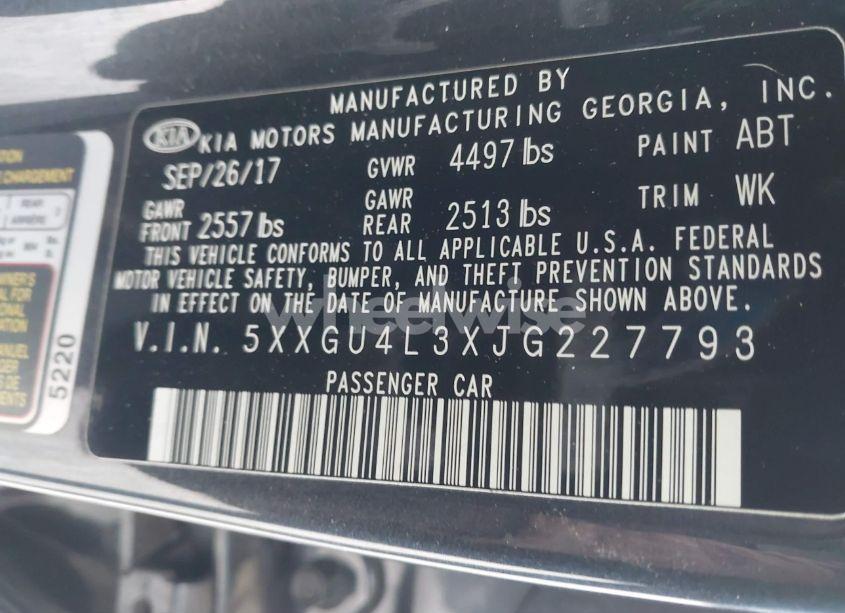 MANUFACTURED BY
KIA KIA MOTORS MANUFACTURING GEORGIA, INC.
SEP/26/17 GVWR 4497 lbs PAINT ABT
GAWR FRONT 2557 lbs GAWR REAR 2513 lbs TRIM WK
THIS VEHICLE CONFORMS TO ALL APPLICABLE U.S.A. FEDERAL
MOTOR VEHICLE SAFETY, BUMPER, AND THEFT PREVENTION STANDARDS
IN EFFECT ON THE DATE OF MANUFACTURE SHOWN ABOVE.
wheelwise
V.I.N. 5XXGU4L3XJG227793
PASSENGER CAR
5220